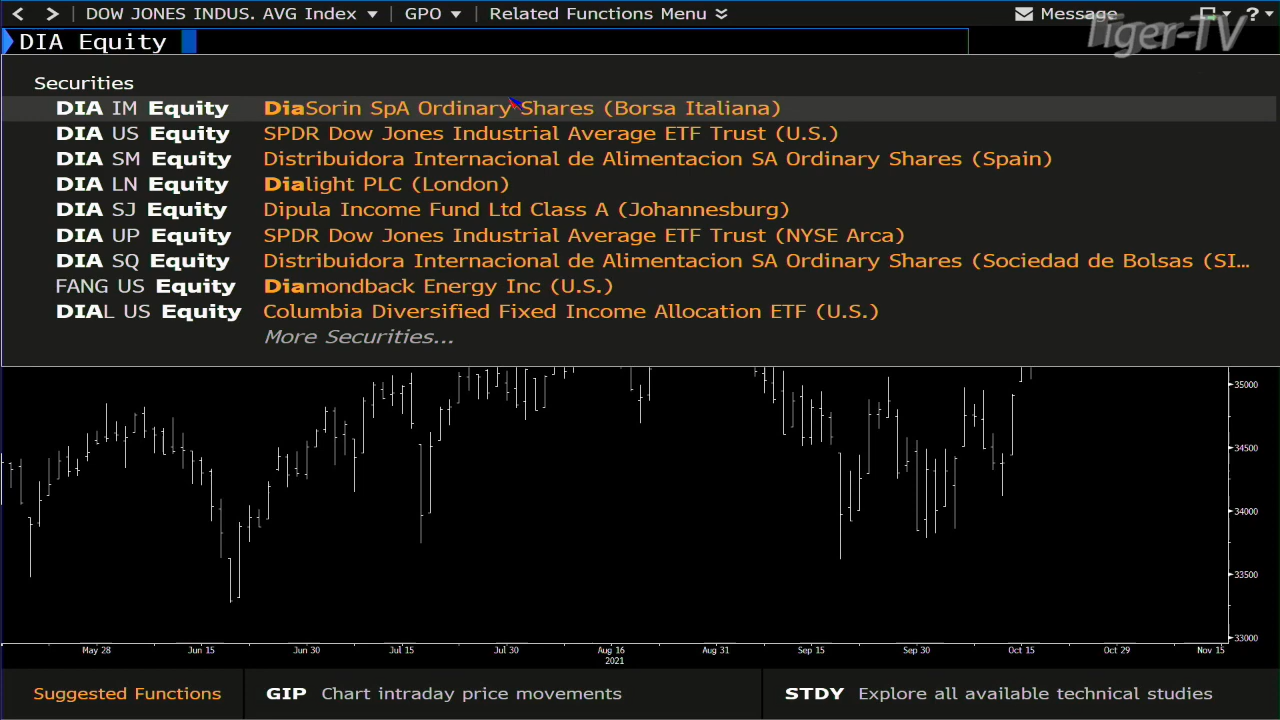 DOW JONES INDUS. AVG Index GPO Related Functions Menu Message ?
Tiger-TV
DIA Equity
Securities
DIA IM Equity DiaSorin SpA Ordinary Shares (Borsa Italiana)
DIA US Equity SPDR Dow Jones Industrial Average ETF Trust (U.S.)
DIA SM Equity Distribuidora Internacional de Alimentacion SA Ordinary Shares (Spain)
DIA LN Equity Dialight PLC (London)
DIA SJ Equity Dipula Income Fund Ltd Class A (Johannesburg)
DIA UP Equity SPDR Dow Jones Industrial Average ETF Trust (NYSE Arca)
DIA SQ Equity Distribuidora Internacional de Alimentacion SA Ordinary Shares (Sociedad de Bolsas (SI...
FANG US Equity Diamondback Energy Inc (U.S.)
DIAL US Equity Columbia Diversified Fixed Income Allocation ETF (U.S.)
More Securities...
35000
34500
34000
33500
33000
May 28 Jun 15 Jun 30 Jul 15 Jul 30 Aug 16 Aug 31 Sep 15 Sep 30 Oct 15 Oct 29 Nov 15
2021
Suggested Functions GIP Chart intraday price movements STDY Explore all available technical studies